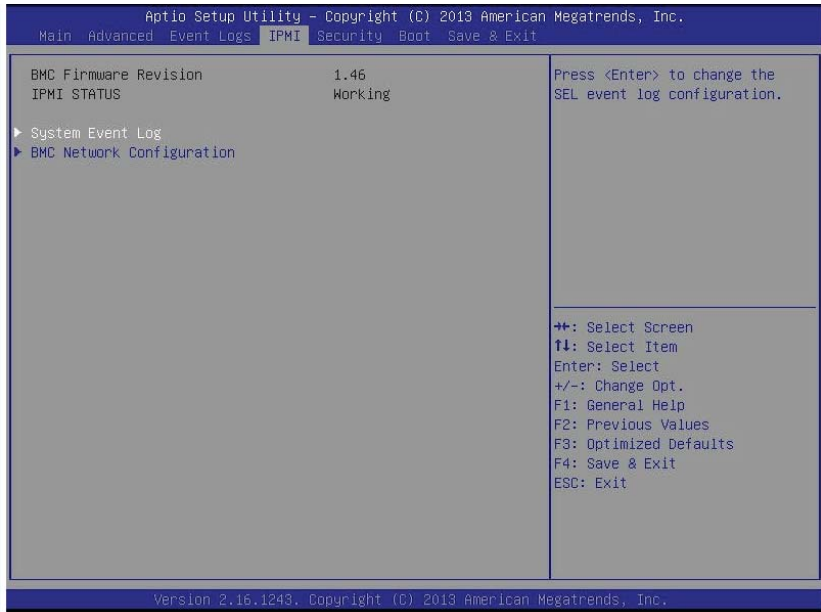 Aptio Setup Utility – Copyright (C) 2013 American Megatrends, Inc.
Main Advanced Event Logs IPMI Security Boot Save & Exit
BMC Firmware Revision 1.46
IPMI STATUS Working
▶ System Event Log
▶ BMC Network Configuration
Press <Enter> to change the
SEL event log configuration.
→←: Select Screen
↑↓: Select Item
Enter: Select
+/-: Change Opt.
F1: General Help
F2: Previous Values
F3: Optimized Defaults
F4: Save & Exit
ESC: Exit
Version 2.16.1243. Copyright (C) 2013 American Megatrends, Inc.